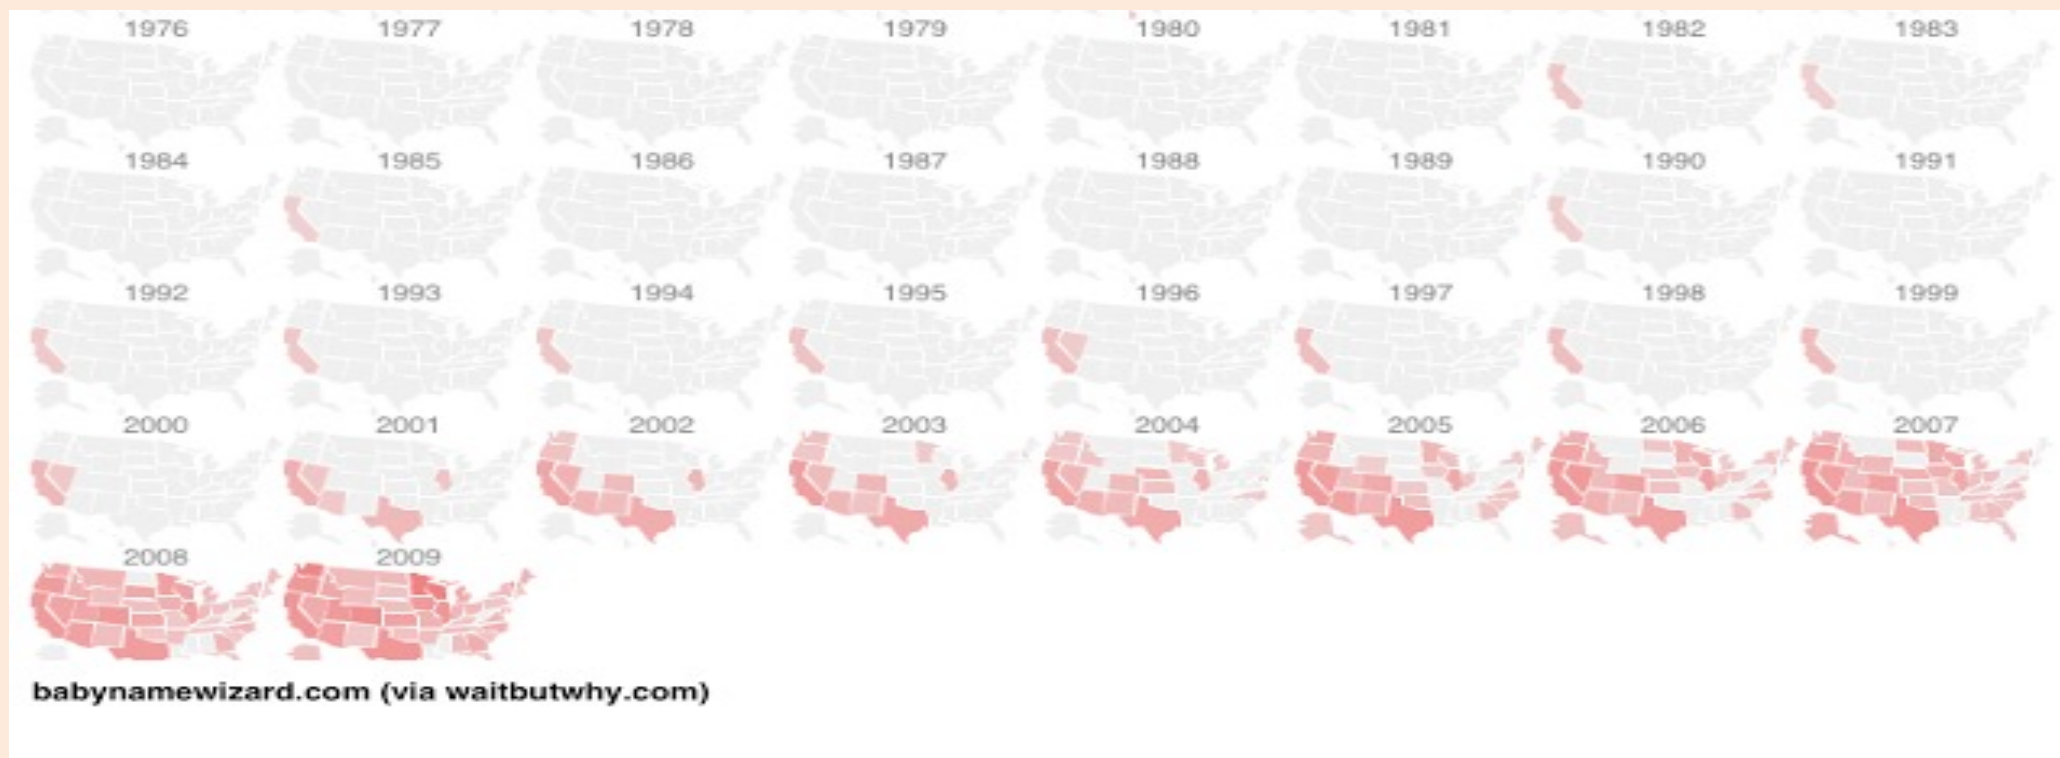 1976 1977 1978 1979 1980 1981 1982 1983
1984 1985 1986 1987 1988 1989 1990 1991
1992 1993 1994 1995 1996 1997 1998 1999
2000 2001 2002 2003 2004 2005 2006 2007
2008 2009
babynamewizard.com (via waitbutwhy.com)